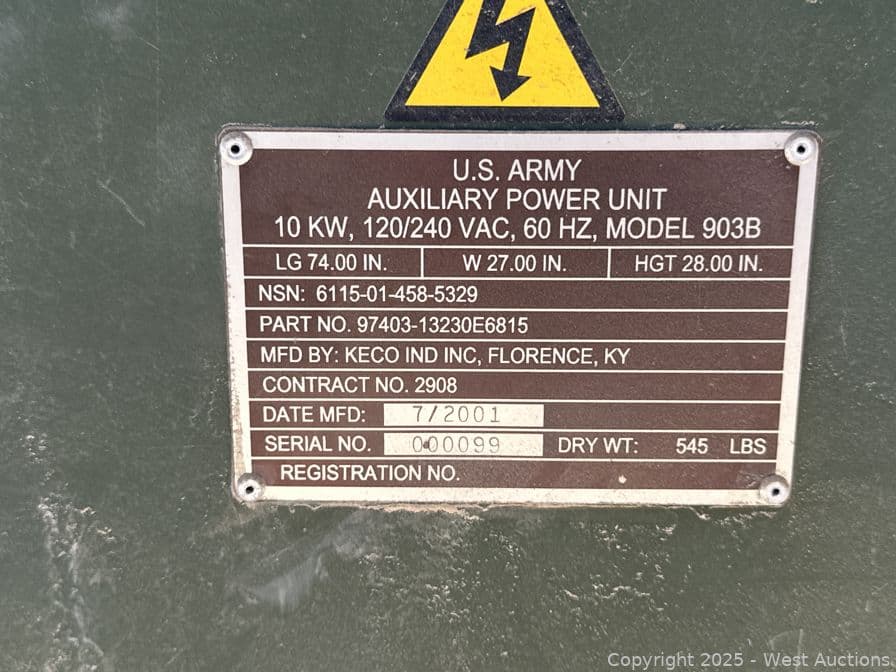 U.S. ARMY
AUXILIARY POWER UNIT
10 KW, 120/240 VAC, 60 HZ, MODEL 903B
LG 74.00 IN. W 27.00 IN. HGT 28.00 IN.
NSN: 6115-01-458-5329
PART NO. 97403-13230E6815
MFD BY: KECO IND INC, FLORENCE, KY
CONTRACT NO. 2908
DATE MFD: 7/2001
SERIAL NO. 000099 DRY WT: 545 LBS
REGISTRATION NO.
Copyright 2025 - West Auctions